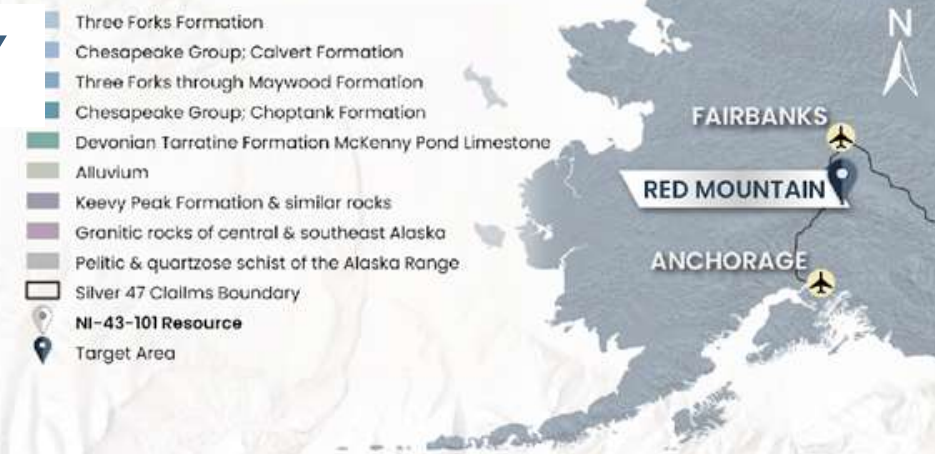 Three Forks Formation
Chesapeake Group; Calvert Formation
Three Forks through Maywood Formation
Chesapeake Group; Choptank Formation
Devonian Tarratine Formation McKenny Pond Limestone
Alluvium
Keevy Peak Formation & similar rocks
Granitic rocks of central & southeast Alaska
Pelitic & quartzose schist of the Alaska Range
Silver 47 Claillms Boundary
NI-43-101 Resource
Target Area
N
FAIRBANKS
RED MOUNTAIN
ANCHORAGE